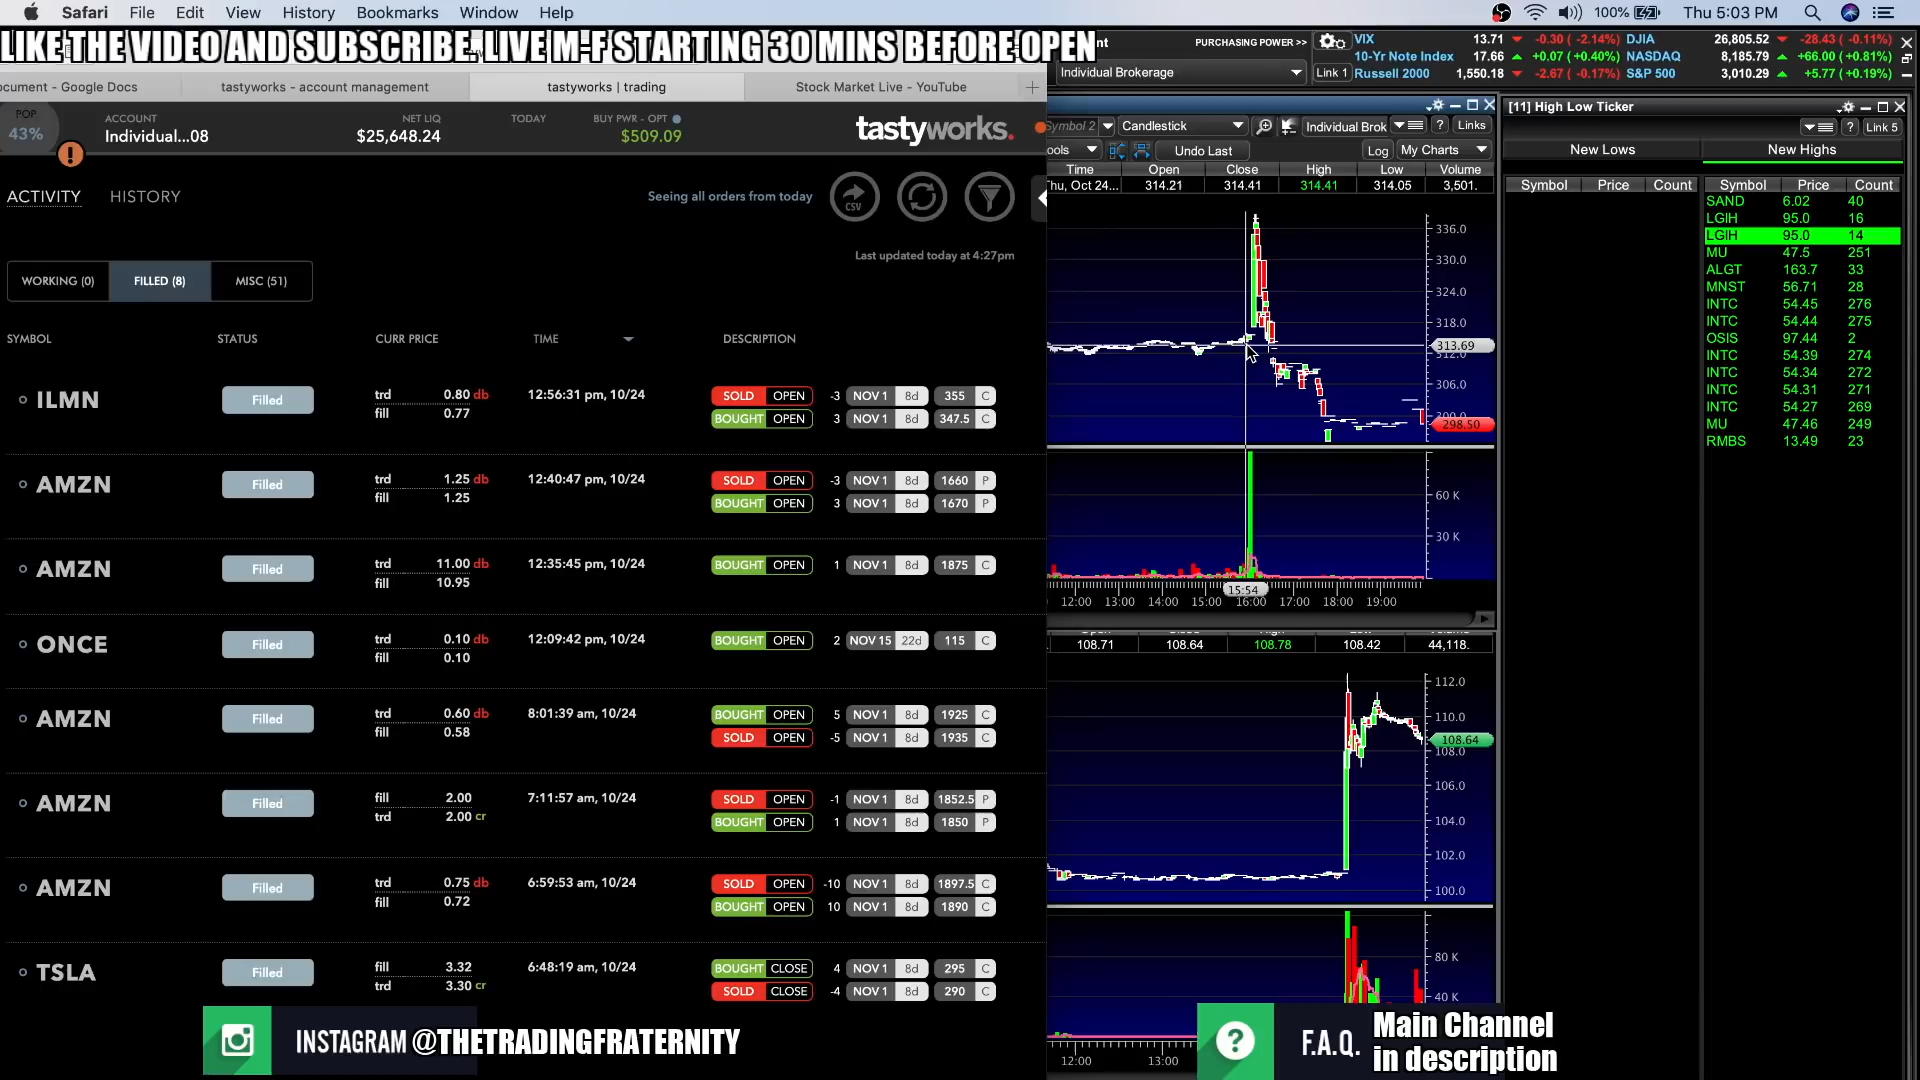 Safari File Edit View History Bookmarks Window Help 100% Thu 5:03 PM
LIKE THE VIDEO AND SUBSCRIBE. LIVE M-F STARTING 30 MINS BEFORE OPEN
ocument - Google Docs tastyworks - account management tastyworks | trading Stock Market Live - YouTube
POP
43%
ACCOUNT
Individual...08
NET LIQ
$25,648.24
TODAY
BUY PWR - OPT
$509.09
tastyworks.
ACTIVITY HISTORY
Seeing all orders from today
CSV
Last updated today at 4:27pm
WORKING (0) FILLED (8) MISC (51)
SYMBOL STATUS CURR PRICE TIME DESCRIPTION
ILMN Filled trd 0.80 db 12:56:31 pm, 10/24 SOLD OPEN -3 NOV 1 8d 355 C
fill 0.77 BOUGHT OPEN 3 NOV 1 8d 347.5 C
AMZN Filled trd 1.25 db 12:40:47 pm, 10/24 SOLD OPEN -3 NOV 1 8d 1660 P
fill 1.25 BOUGHT OPEN 3 NOV 1 8d 1670 P
AMZN Filled trd 11.00 db 12:35:45 pm, 10/24 BOUGHT OPEN 1 NOV 1 8d 1875 C
fill 10.95
ONCE Filled trd 0.10 db 12:09:42 pm, 10/24 BOUGHT OPEN 2 NOV 15 22d 115 C
fill 0.10
AMZN Filled trd 0.60 db 8:01:39 am, 10/24 BOUGHT OPEN 5 NOV 1 8d 1925 C
fill 0.58 SOLD OPEN -5 NOV 1 8d 1935 C
AMZN Filled fill 2.00 7:11:57 am, 10/24 SOLD OPEN -1 NOV 1 8d 1852.5 P
trd 2.00 cr BOUGHT OPEN 1 NOV 1 8d 1850 P
AMZN Filled trd 0.75 db 6:59:53 am, 10/24 SOLD OPEN -10 NOV 1 8d 1897.5 C
fill 0.72 BOUGHT OPEN 10 NOV 1 8d 1890 C
TSLA Filled fill 3.32 6:48:19 am, 10/24 BOUGHT CLOSE 4 NOV 1 8d 295 C
trd 3.30 cr SOLD CLOSE -4 NOV 1 8d 290 C
INSTAGRAM @THETRADINGFRATERNITY
nt PURCHASING POWER >>
Individual Brokerage Link 1
VIX 13.71 -0.30 (-2.14%) DJIA 26,805.52 -28.43 (-0.11%)
10-Yr Note Index 17.66 +0.07 (+0.40%) NASDAQ 8,185.79 +66.00 (+0.81%)
Russell 2000 1,550.18 -2.67 (-0.17%) S&P 500 3,010.29 +5.77 (+0.19%)
Symbol 2 Candlestick Individual Brok ? Links
ools Undo Last Log My Charts
Time Open Close High Low Volume
Thu, Oct 24... 314.21 314.41 314.41 314.05 3,501.
336.0
330.0
324.0
318.0
313.69
312.0
306.0
298.50
60 K
30 K
15:54
12:00 13:00 14:00 15:00 16:00 17:00 18:00 19:00
108.71 108.64 108.78 108.42 44,118.
112.0
110.0
108.64
108.0
106.0
104.0
102.0
100.0
80 K
40 K
12:00 13:00
[11] High Low Ticker
? Link 5
New Lows New Highs
Symbol Price Count Symbol Price Count
SAND 6.02 40
LGIH 95.0 16
LGIH 95.0 14
MU 47.5 251
ALGT 163.7 33
MNST 56.71 28
INTC 54.45 276
INTC 54.44 275
OSIS 97.44 2
INTC 54.39 274
INTC 54.34 272
INTC 54.31 271
INTC 54.27 269
MU 47.46 249
RMBS 13.49 23
? F.A.Q. Main Channel
in description